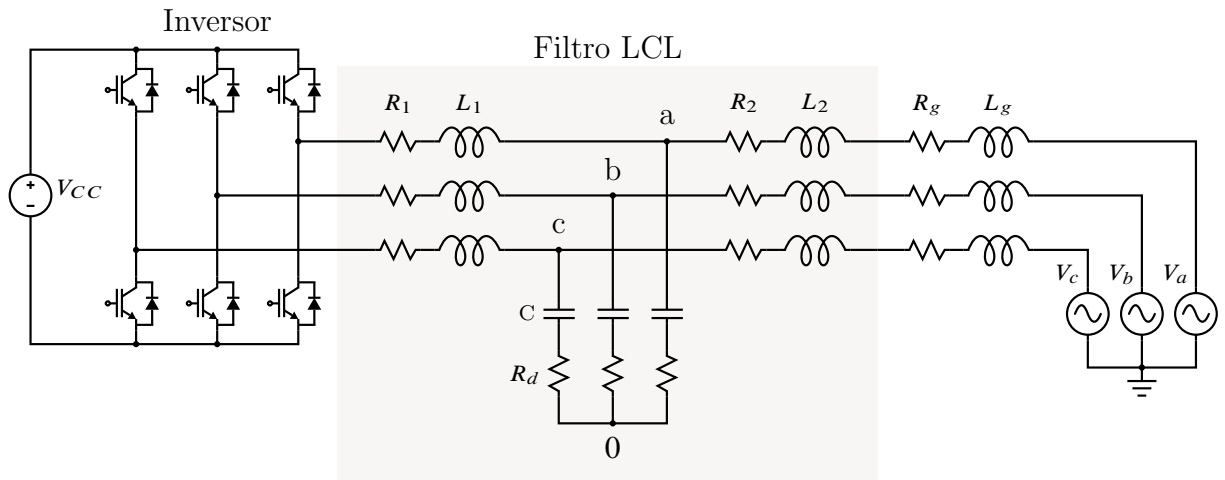 Inversor
Filtro LCL
R1 L1 a R2 L2 Rg Lg
VCC
b
c
Vc Vb Va
C
Rd
0